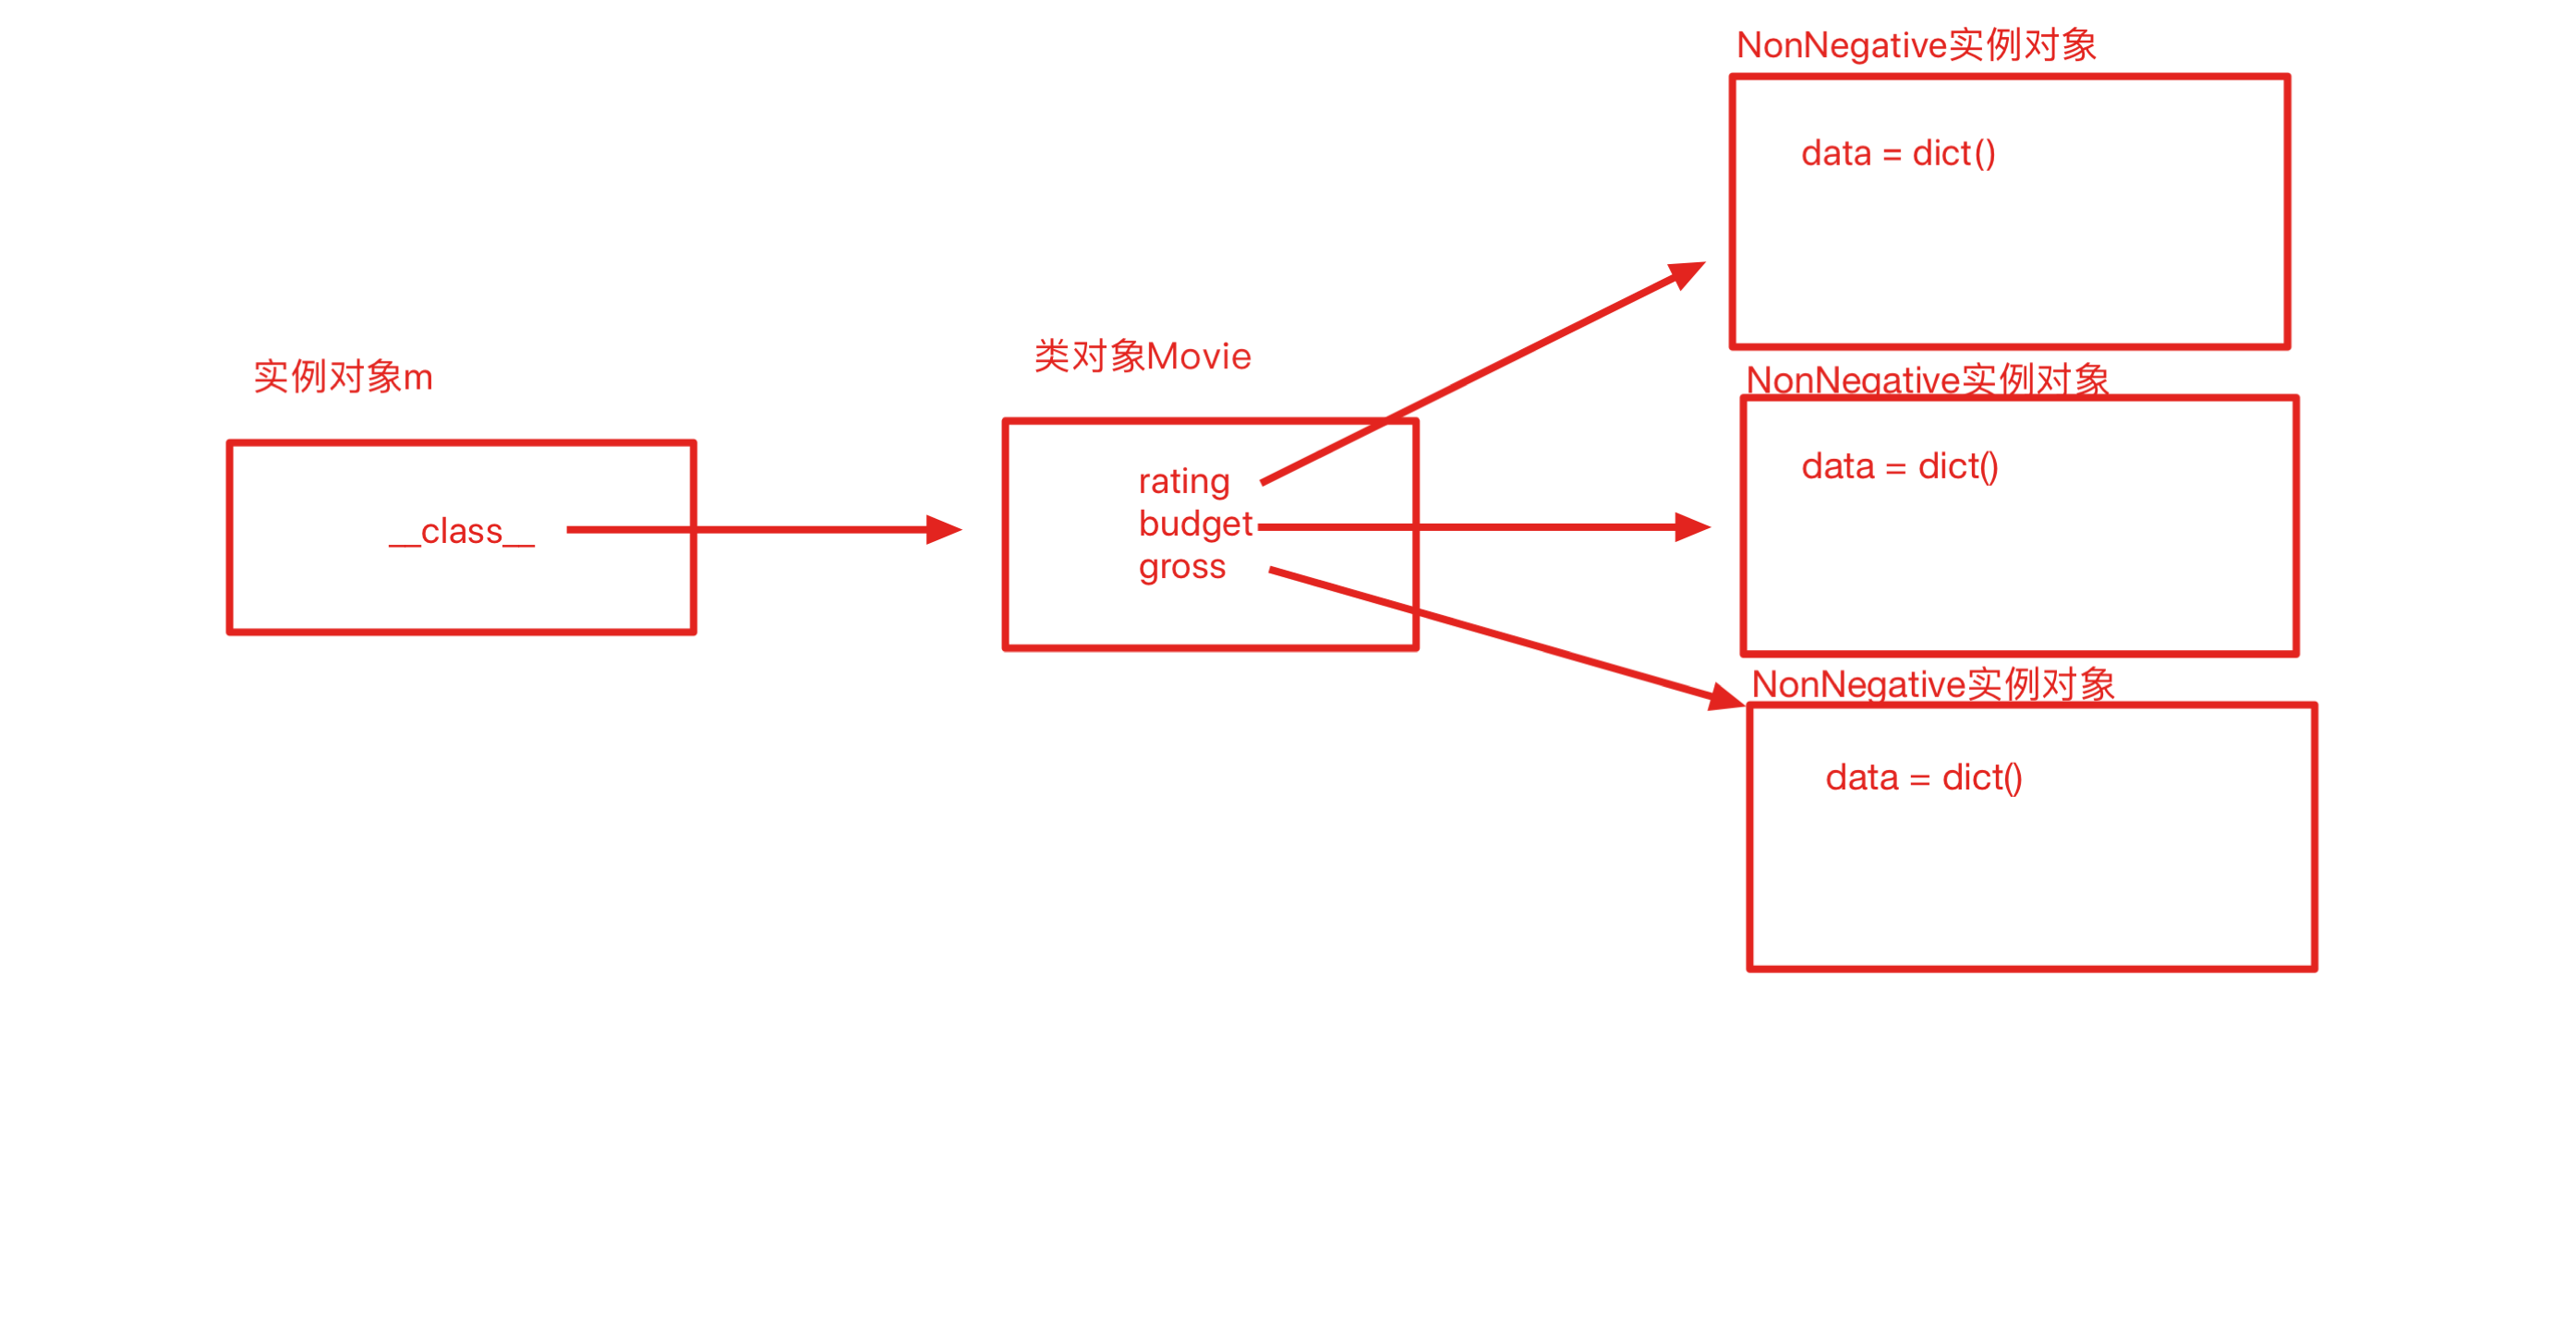 实例对象m
__class__
类对象Movie
rating
budget
gross
NonNegative实例对象
data = dict()
NonNegative实例对象
data = dict()
NonNegative实例对象
data = dict()